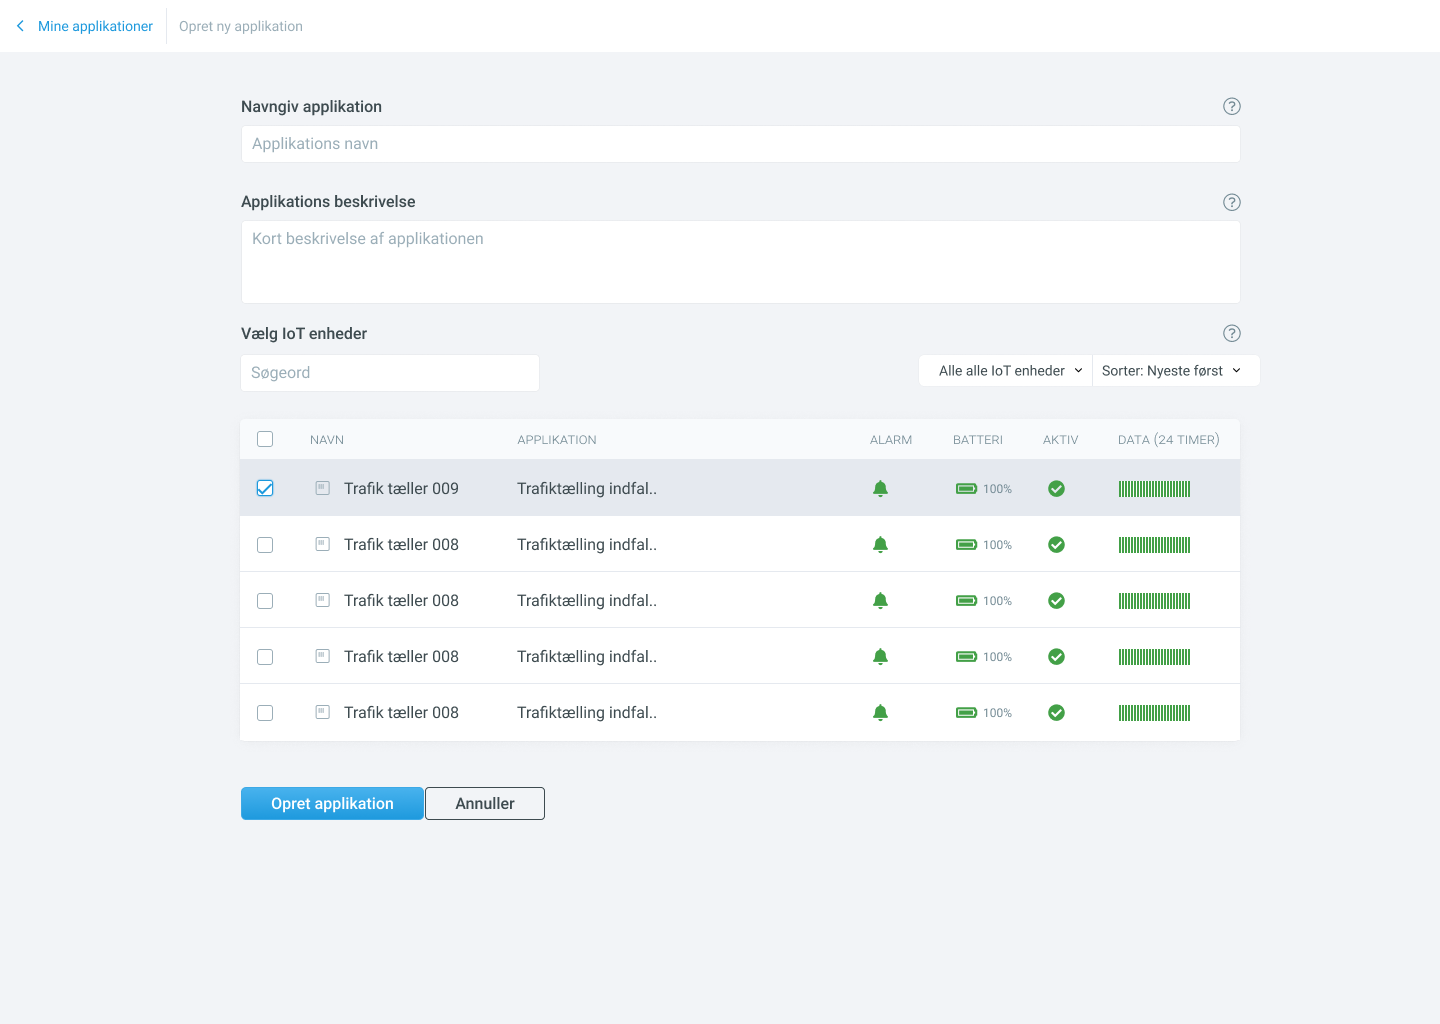 Mine applikationer Opret ny applikation
Navngiv applikation
Applikations navn
Applikations beskrivelse
Kort beskrivelse af applikationen
Vælg IoT enheder
Søgeord Alle alle IoT enheder Sorter: Nyeste først
NAVN APPLIKATION ALARM BATTERI AKTIV DATA (24 TIMER)
Trafik tæller 009 Trafiktælling indfal.. 100%
Trafik tæller 008 Trafiktælling indfal.. 100%
Trafik tæller 008 Trafiktælling indfal.. 100%
Trafik tæller 008 Trafiktælling indfal.. 100%
Trafik tæller 008 Trafiktælling indfal.. 100%
Opret applikation Annuller